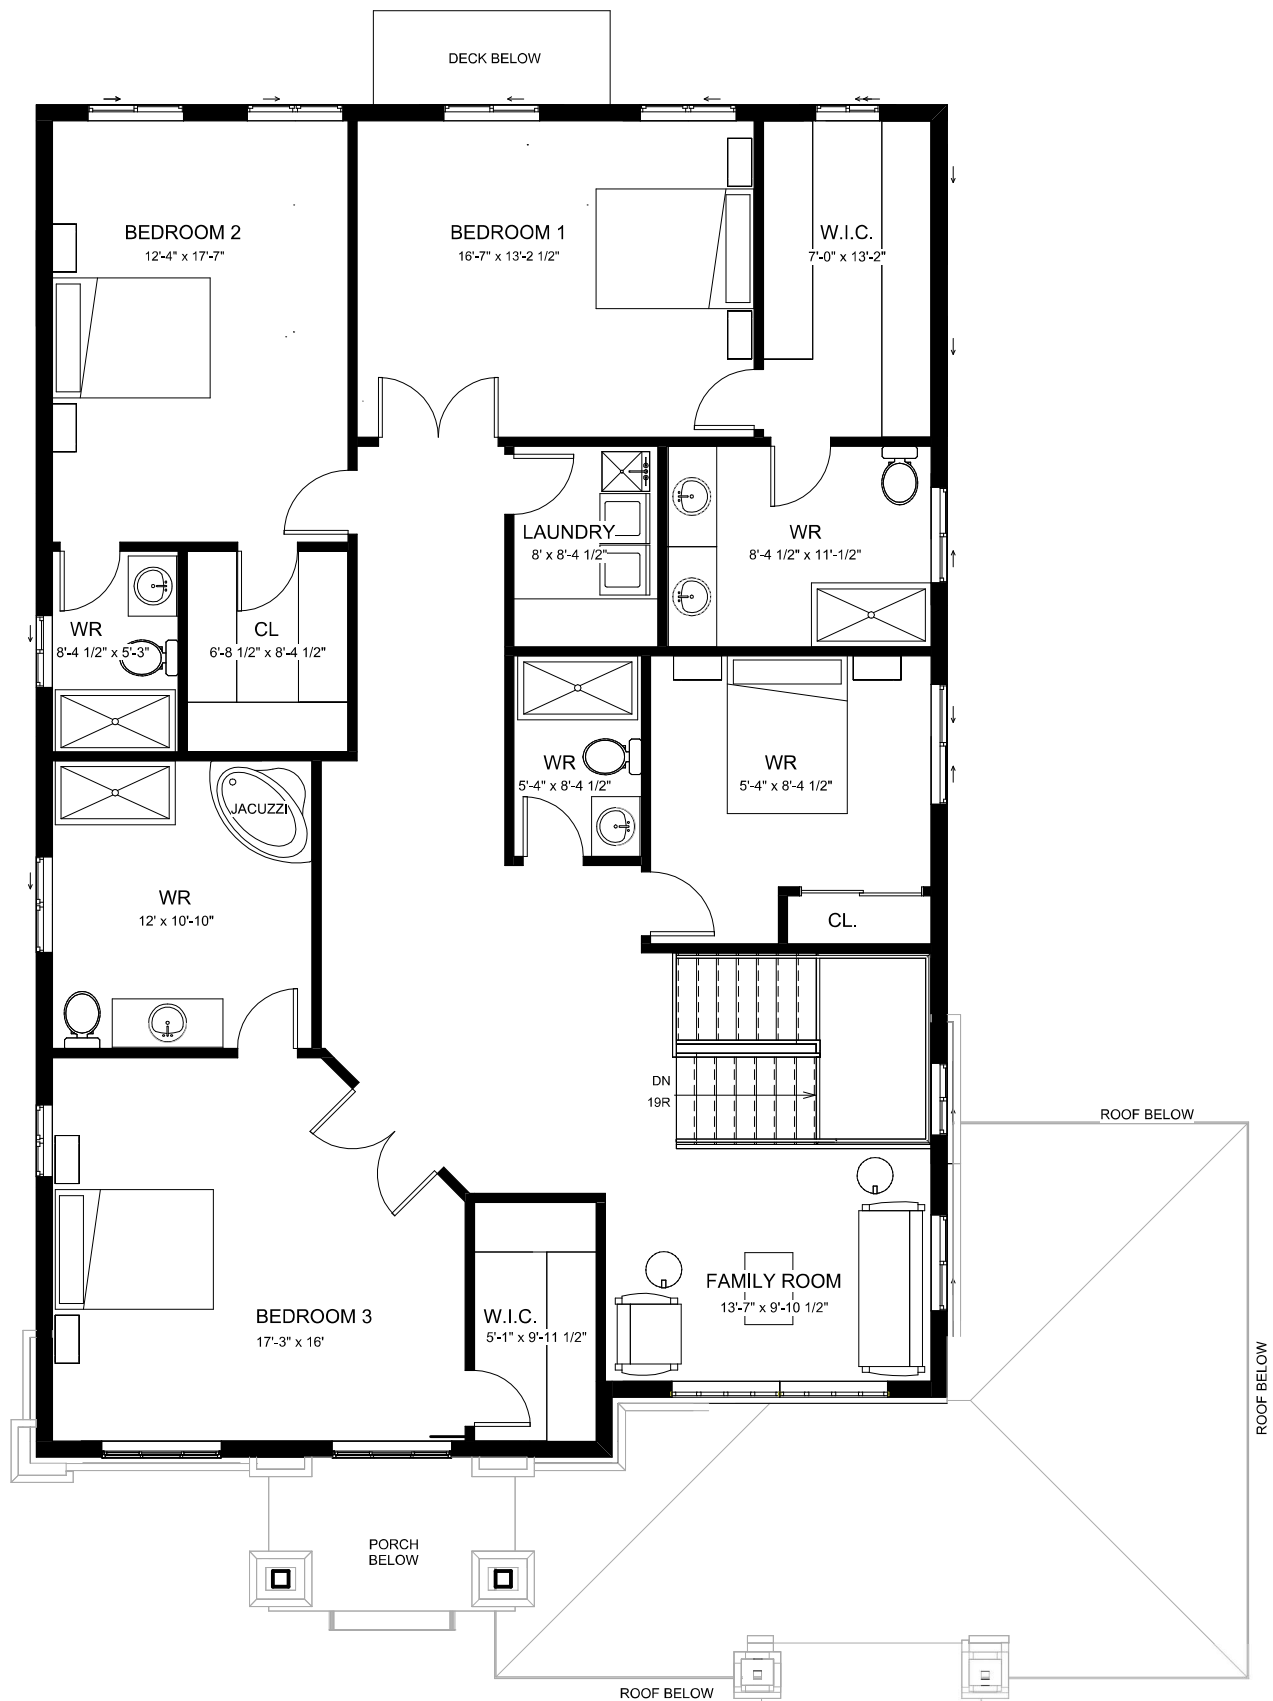 DECK BELOW
BEDROOM 2
12'-4" x 17'-7"
BEDROOM 1
16'-7" x 13'-2 1/2"
W.I.C.
7'-0" x 13'-2"
LAUNDRY
8' x 8'-4 1/2"
WR
8'-4 1/2" x 11'-1/2"
WR
8'-4 1/2" x 5'-3"
CL
6'-8 1/2" x 8'-4 1/2"
WR
5'-4" x 8'-4 1/2"
WR
5'-4" x 8'-4 1/2"
JACUZZI
WR
12' x 10'-10"
CL.
DN
19R
ROOF BELOW
FAMILY ROOM
13'-7" x 9'-10 1/2"
BEDROOM 3
17'-3" x 16'
W.I.C.
5'-1" x 9'-11 1/2"
ROOF BELOW
PORCH
BELOW
ROOF BELOW